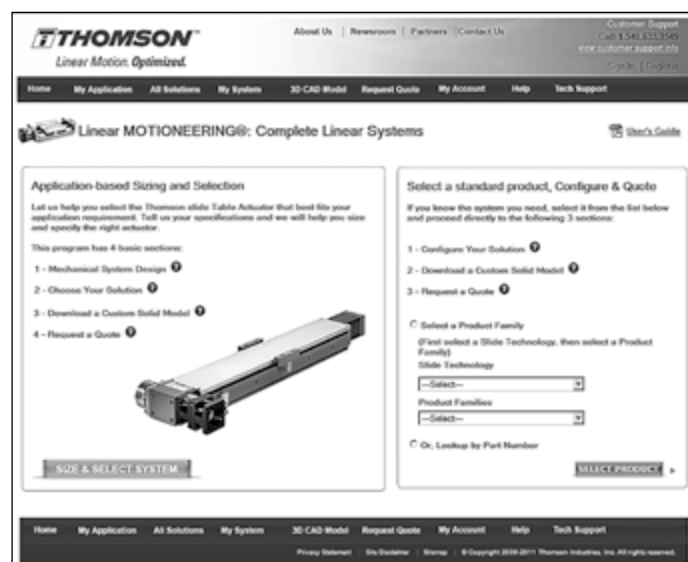 THOMSON™
Linear Motion. Optimized.
About Us | Newsroom | Partners | Contact Us
Customer Support
view customer support info
Sign In | Register
Home My Application All Solutions My System 3D CAD Model Request Quote My Account Help Tech Support
Linear MOTIONEERING®: Complete Linear Systems
User's Guide
Application-based Sizing and Selection
Let us help you select the Thomson slide Table Actuator that best fits your
application requirement. Tell us your specifications and we will help you size
and specify the right actuator.
This program has 4 basic sections:
1 - Mechanical System Design ?
2 - Choose Your Solution ?
3 - Download a Custom Solid Model ?
4 - Request a Quote ?
SIZE & SELECT SYSTEM
Select a standard product, Configure & Quote
If you know the system you need, select it from the list below
and proceed directly to the following 3 sections:
1 - Configure Your Solution ?
2 - Download a Custom Solid Model ?
3 - Request a Quote ?
Select a Product Family
(First select a Slide Technology, then select a Product
Family)
Slide Technology
---Select---
Product Families
---Select---
Or, Lookup by Part Number
SELECT PRODUCT
Home My Application All Solutions My System 3D CAD Model Request Quote My Account Help Tech Support
Privacy Statement | Site Disclaimer | Sitemap | © Copyright 2009-2011 Thomson Industries, Inc. All rights reserved.